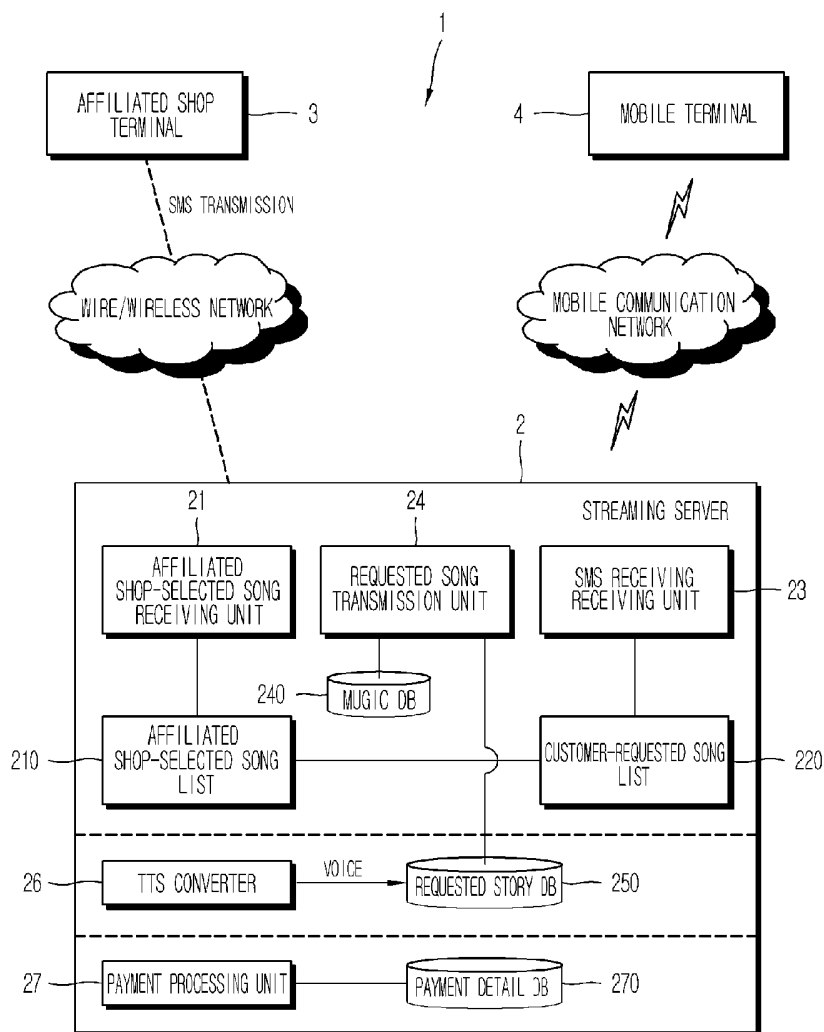 1
AFFILIATED SHOP
TERMINAL
3
4
MOBILE TERMINAL
SMS TRANSMISSION
WIRE/WIRELESS NETWORK
MOBILE COMMUNICATION
NETWORK
2
STREAMING SERVER
21
24
AFFILIATED
SHOP-SELECTED SONG
RECEIVING UNIT
REQUESTED SONG
TRANSMISSION UNIT
SMS RECEIVING
RECEIVING UNIT
23
240
MUGIC DB
210
AFFILIATED
SHOP-SELECTED SONG
LIST
CUSTOMER-REQUESTED SONG
LIST
220
26
TTS CONVERTER
VOICE
REQUESTED STORY DB
250
27
PAYMENT PROCESSING UNIT
PAYMENT DETAIL DB
270